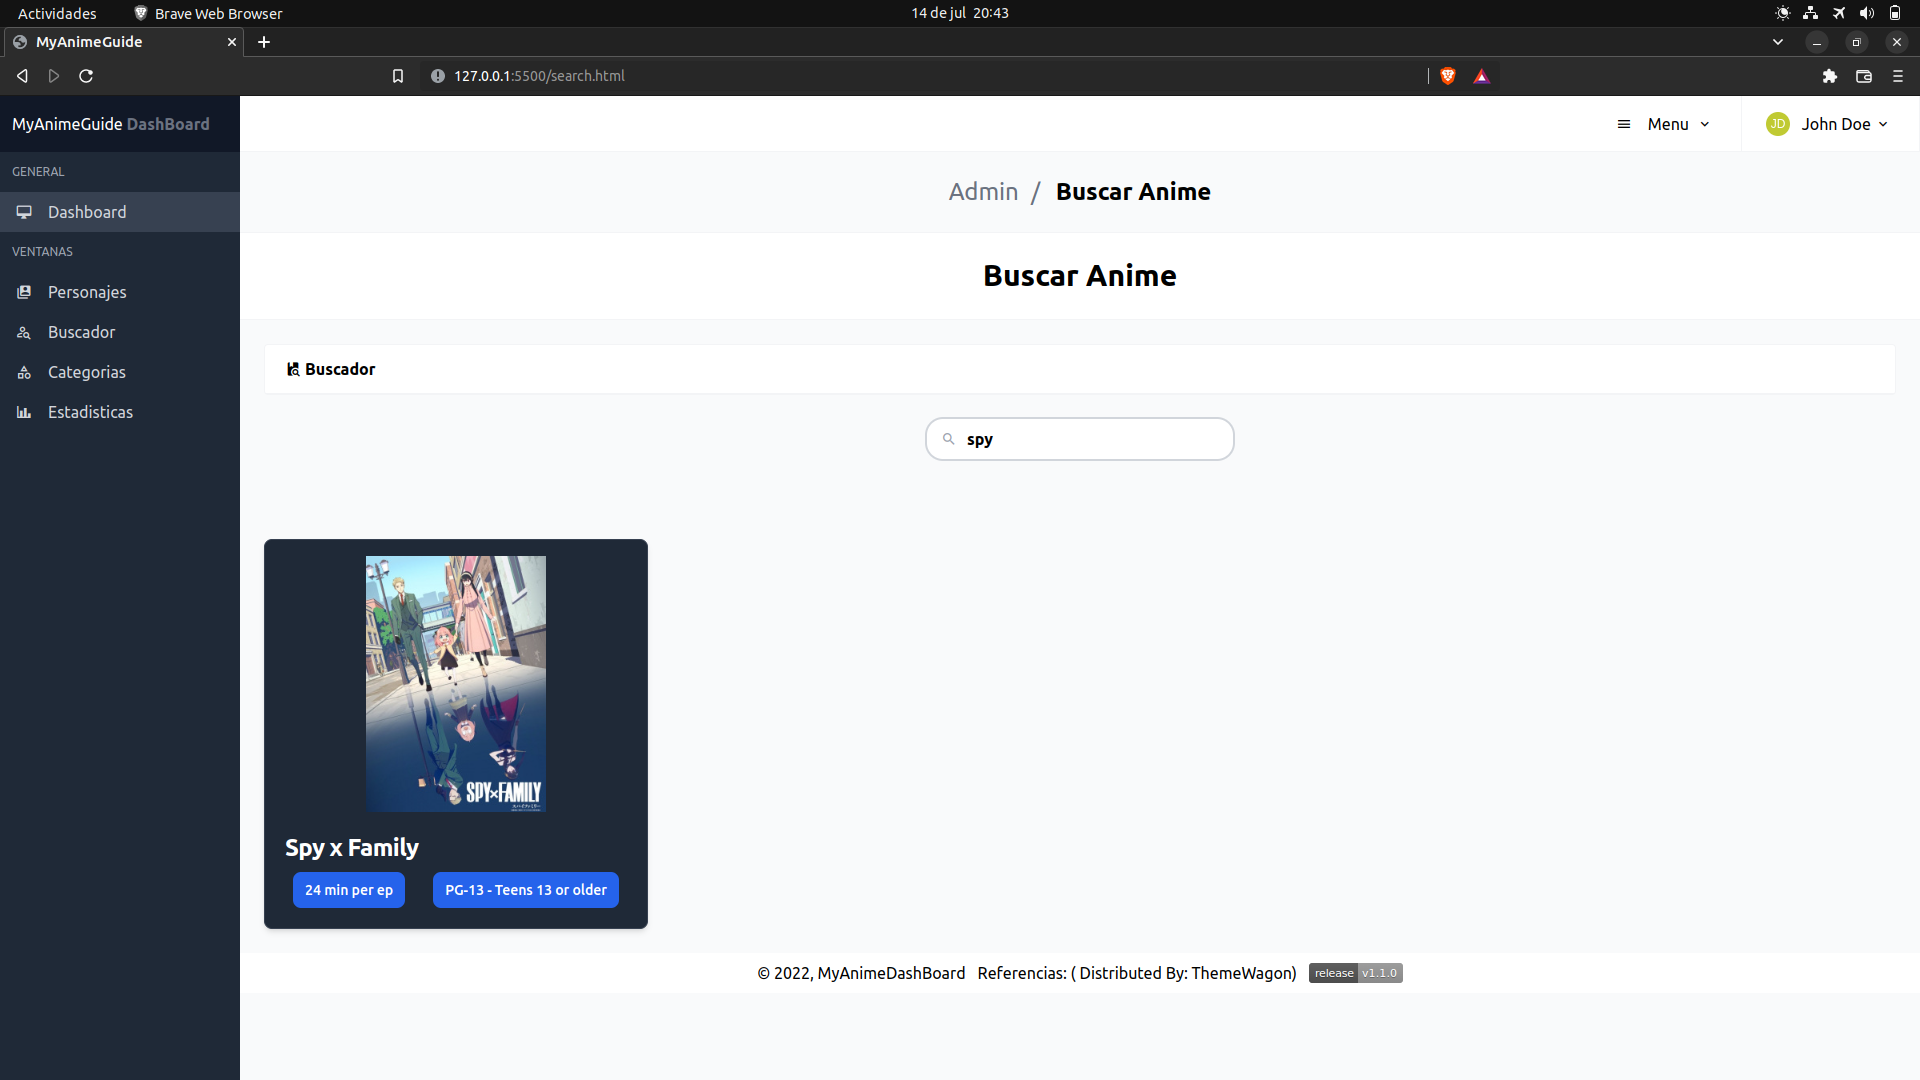 Actividades
Brave Web Browser
14 de jul 20:43
MyAnimeGuide
127.0.0.1:5500/search.html
MyAnimeGuide DashBoard
Menu
JD John Doe
GENERAL
Dashboard
VENTANAS
Personajes
Buscador
Categorias
Estadisticas
Admin / Buscar Anime
Buscar Anime
Buscador
spy
SPY×FAMILY
Spy x Family
24 min per ep
PG-13 - Teens 13 or older
© 2022, MyAnimeDashBoard Referencias: ( Distributed By: ThemeWagon) release v1.1.0